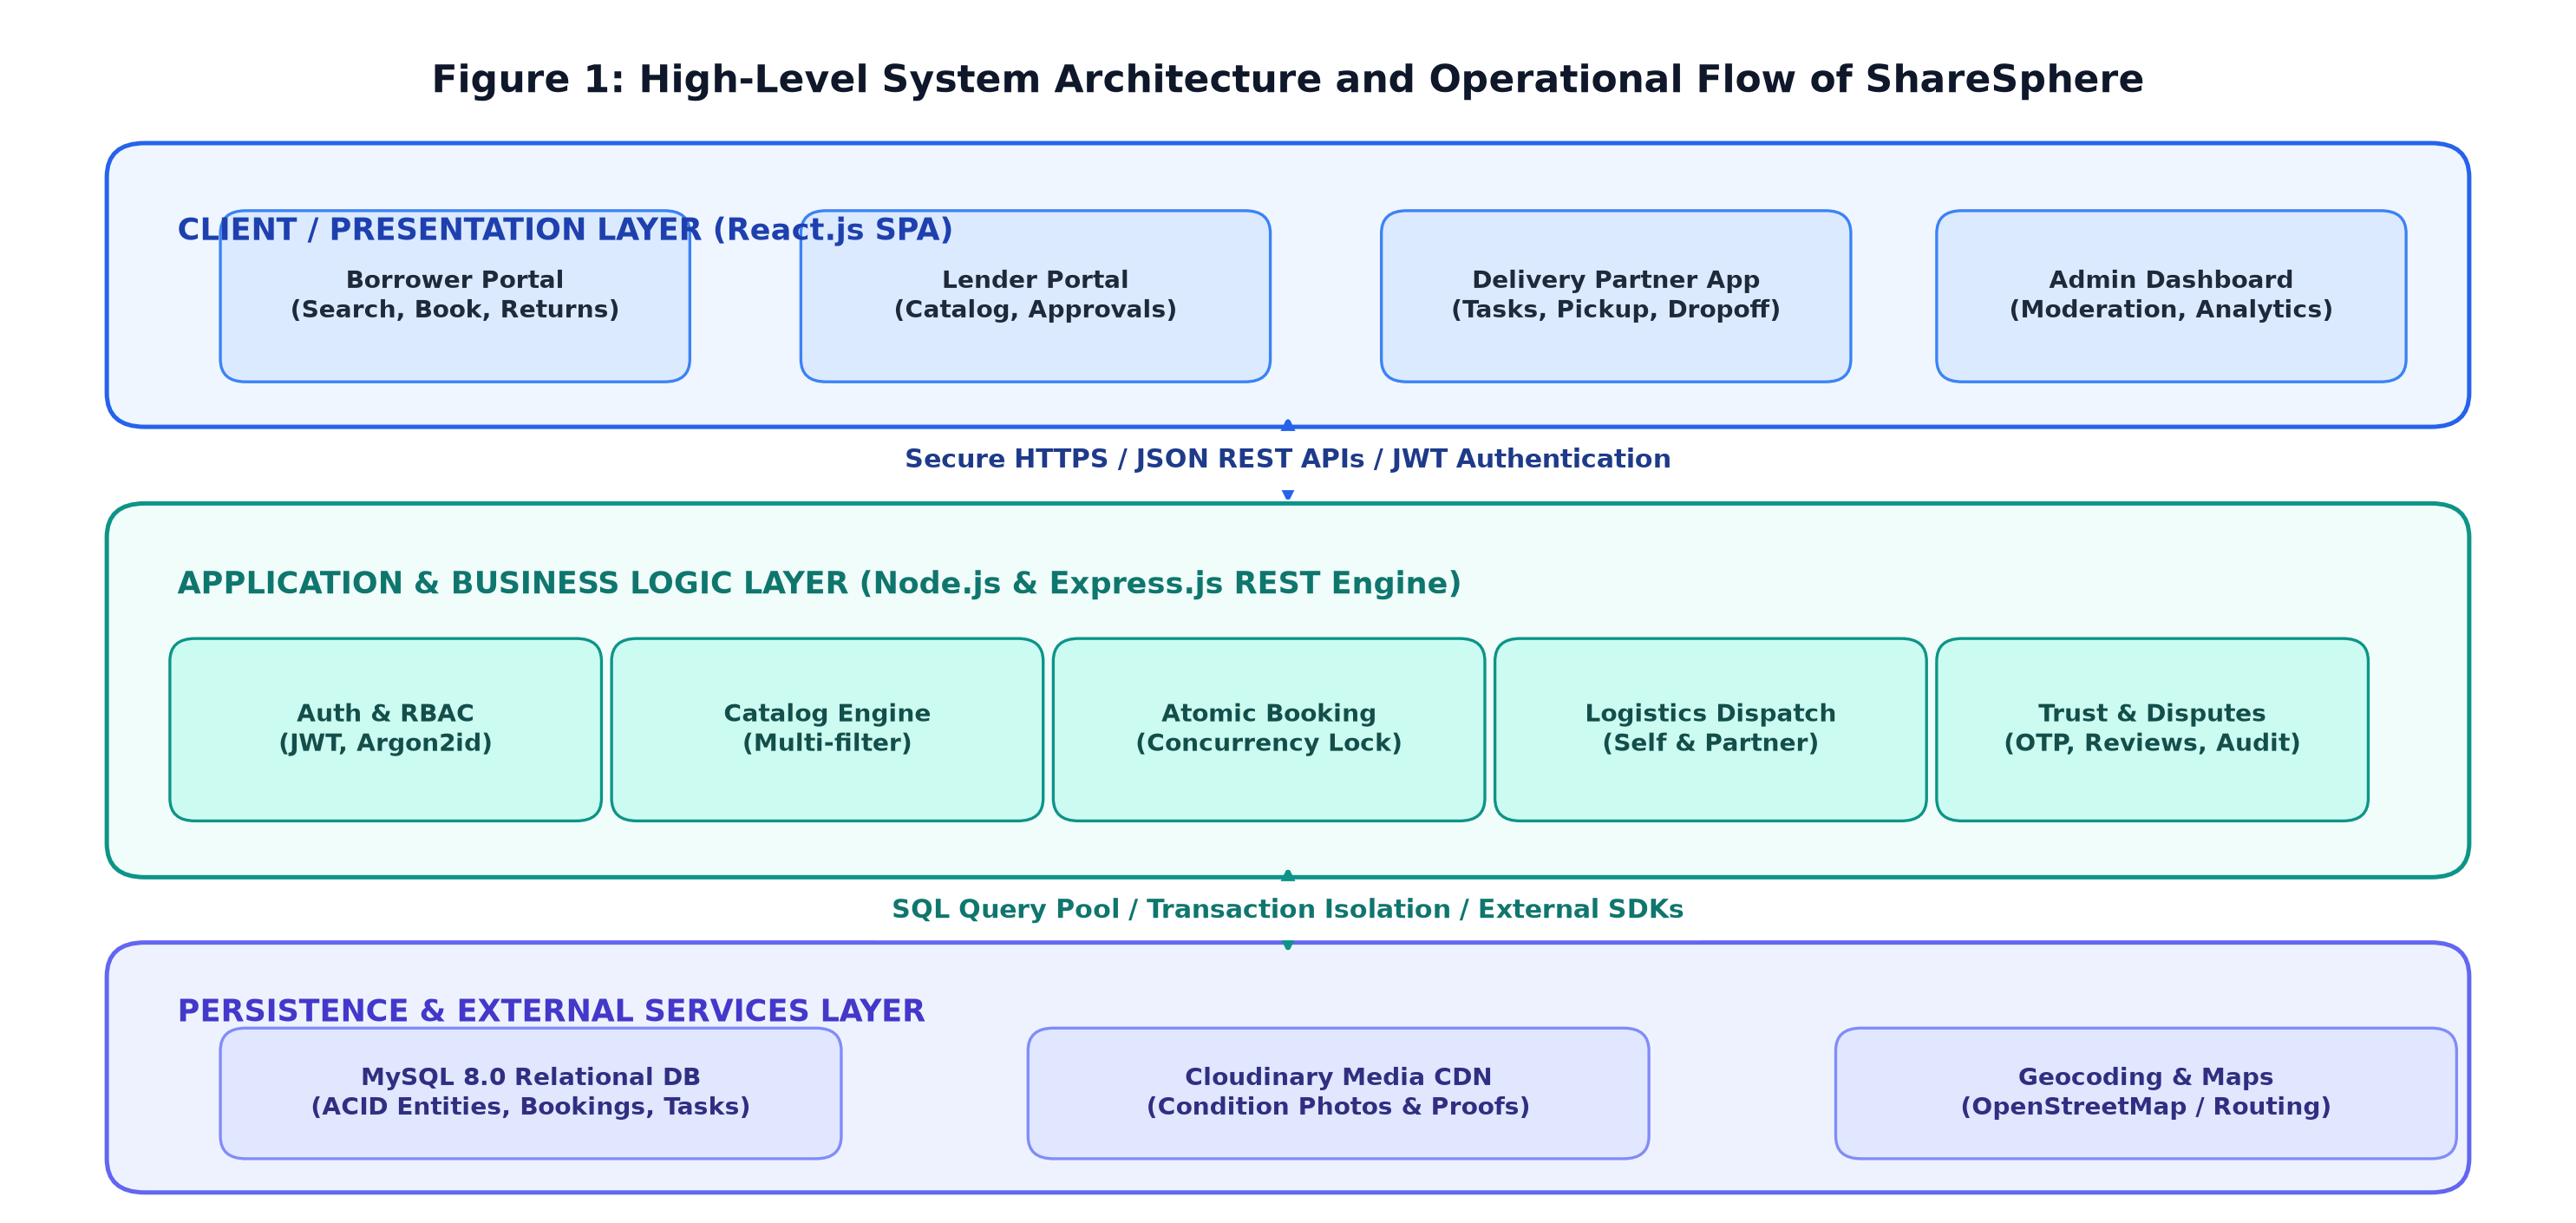 Figure 1: High-Level System Architecture and Operational Flow of ShareSphere
CLIENT / PRESENTATION LAYER (React.js SPA)
Borrower Portal
(Search, Book, Returns)
Lender Portal
(Catalog, Approvals)
Delivery Partner App
(Tasks, Pickup, Dropoff)
Admin Dashboard
(Moderation, Analytics)
Secure HTTPS / JSON REST APIs / JWT Authentication
APPLICATION & BUSINESS LOGIC LAYER (Node.js & Express.js REST Engine)
Auth & RBAC
(JWT, Argon2id)
Catalog Engine
(Multi-filter)
Atomic Booking
(Concurrency Lock)
Logistics Dispatch
(Self & Partner)
Trust & Disputes
(OTP, Reviews, Audit)
SQL Query Pool / Transaction Isolation / External SDKs
PERSISTENCE & EXTERNAL SERVICES LAYER
MySQL 8.0 Relational DB
(ACID Entities, Bookings, Tasks)
Cloudinary Media CDN
(Condition Photos & Proofs)
Geocoding & Maps
(OpenStreetMap / Routing)